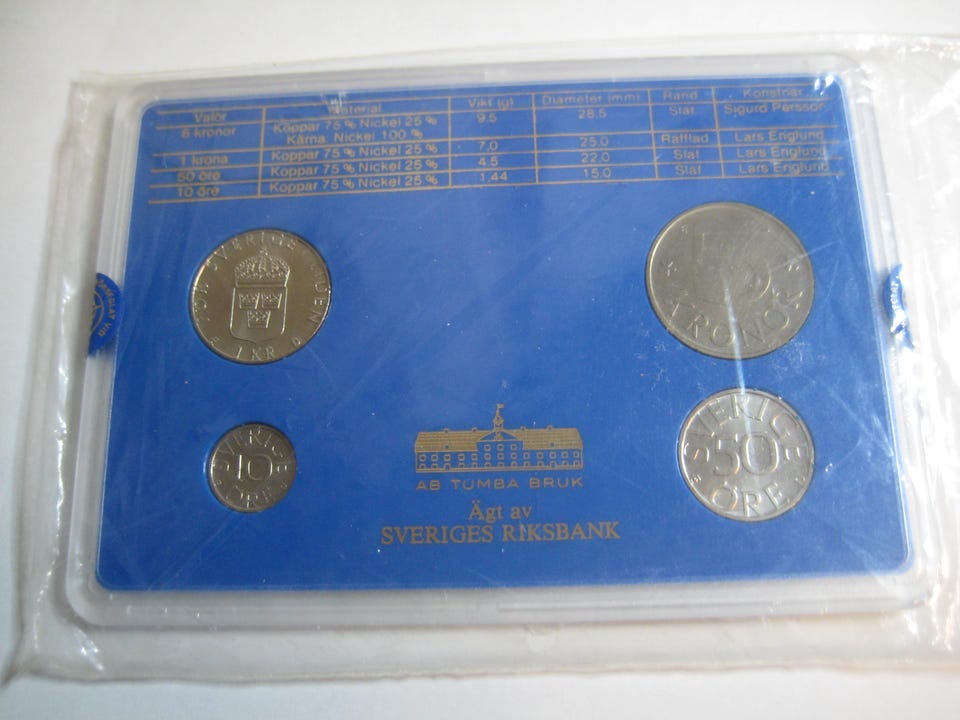 Valör Material Vikt (g) Diameter (mm) Rand Konstnär
5 kronor Koppar 75 % Nickel 25 % 9.5 28.5 Slät Sigurd Persson
Kärna: Nickel 100 %
1 krona Koppar 75 % Nickel 25 % 7.0 25.0 Räfflad Lars Englund
50 öre Koppar 75 % Nickel 25 % 4.5 22.0 Slät Lars Englund
10 öre Koppar 75 % Nickel 25 % 1.44 15.0 Slät Lars Englund
SVERIGE
1 KR
5
KRONOR
SVERIGE
10
ÖRE
SVERIGE
50
ÖRE
AB TUMBA BRUK
Ägt av
SVERIGES RIKSBANK